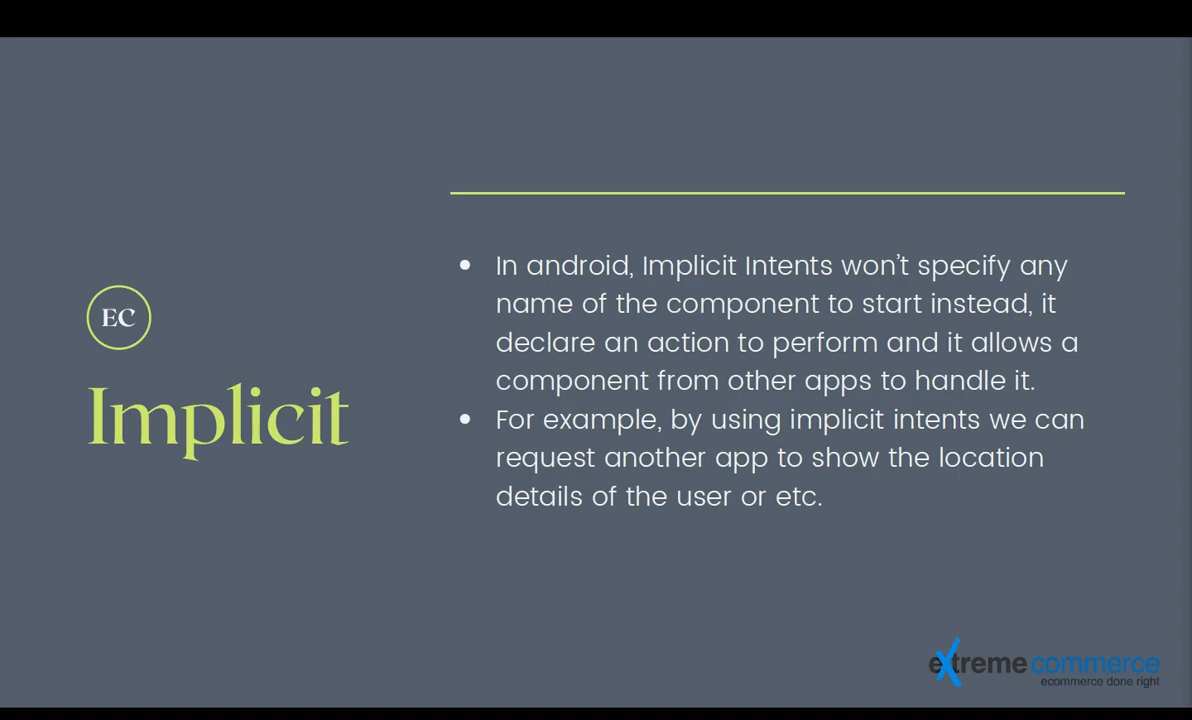 EC
Implicit
• In android, Implicit Intents won’t specify any
name of the component to start instead, it
declare an action to perform and it allows a
component from other apps to handle it.
• For example, by using implicit intents we can
request another app to show the location
details of the user or etc.
extreme commerce
ecommerce done right